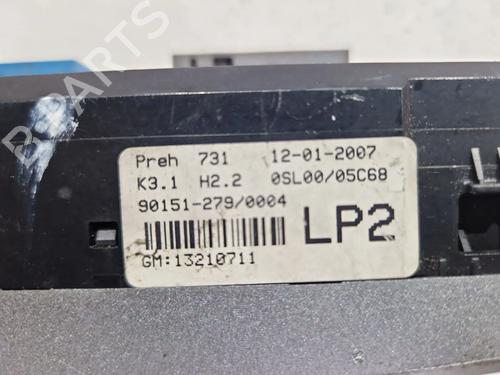 Preh 731 12-01-2007
K3.1 H2.2 0SL00/05C68
90151-279/0004
LP2
GM:13210711
B-PARTS